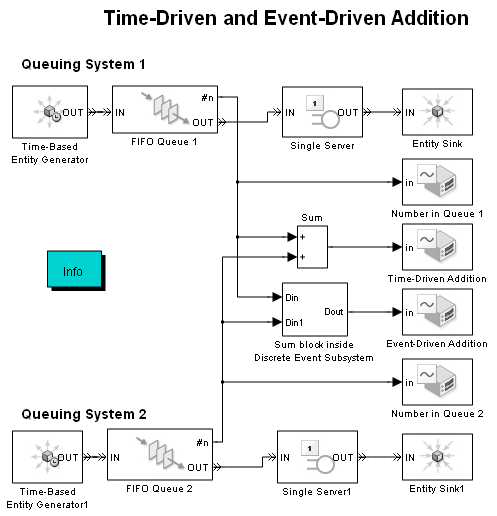 Time-Driven and Event-Driven Addition
Queuing System 1
OUT
Time-Based
Entity Generator
IN
#n
OUT
FIFO Queue 1
IN
1
OUT
Single Server
IN
Entity Sink
in
Number in Queue 1
Sum
+
+
in
Time-Driven Addition
Info
Din
Din1
Dout
Sum block inside
Discrete Event Subsystem
in
Event-Driven Addition
in
Number in Queue 2
Queuing System 2
OUT
Time-Based
Entity Generator1
IN
#n
OUT
FIFO Queue 2
IN
1
OUT
Single Server1
IN
Entity Sink1